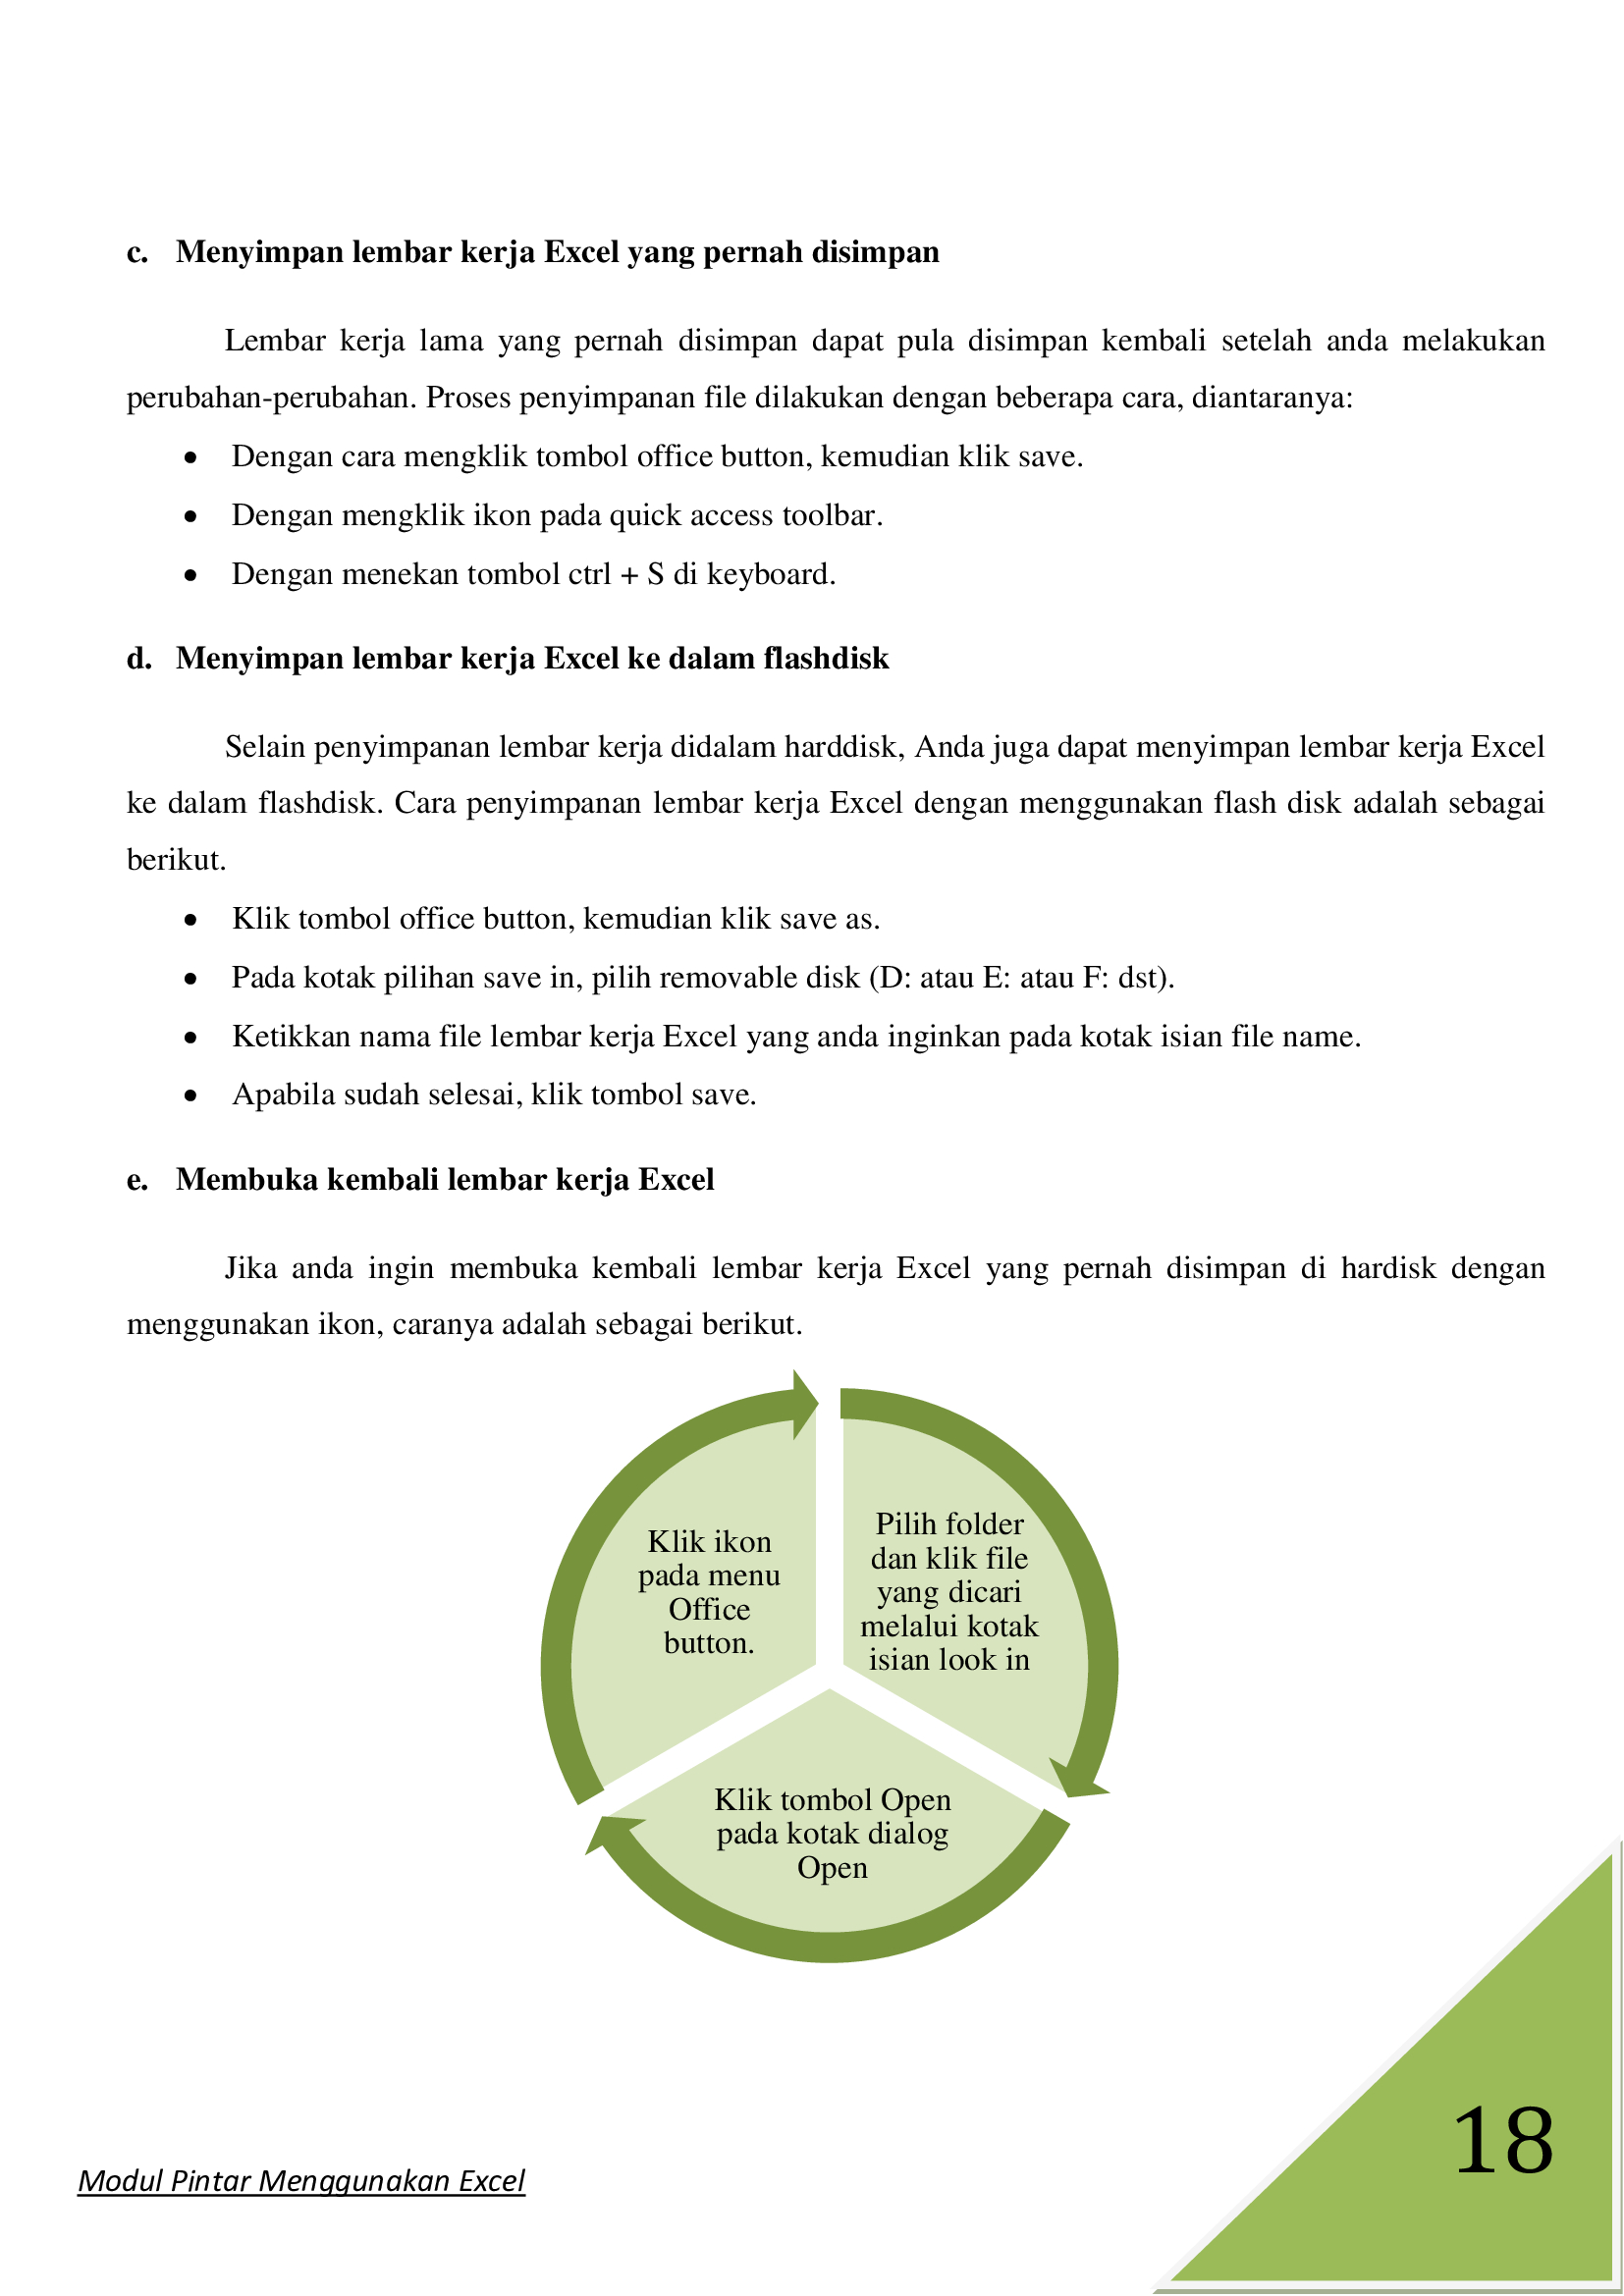 c. Menyimpan lembar kerja Excel yang pernah disimpan
Lembar kerja lama yang pernah disimpan dapat pula disimpan kembali setelah anda melakukan
perubahan-perubahan. Proses penyimpanan file dilakukan dengan beberapa cara, diantaranya:
• Dengan cara mengklik tombol office button, kemudian klik save.
• Dengan mengklik ikon pada quick access toolbar.
• Dengan menekan tombol ctrl + S di keyboard.
d. Menyimpan lembar kerja Excel ke dalam flashdisk
Selain penyimpanan lembar kerja didalam harddisk, Anda juga dapat menyimpan lembar kerja Excel
ke dalam flashdisk. Cara penyimpanan lembar kerja Excel dengan menggunakan flash disk adalah sebagai
berikut.
• Klik tombol office button, kemudian klik save as.
• Pada kotak pilihan save in, pilih removable disk (D: atau E: atau F: dst).
• Ketikkan nama file lembar kerja Excel yang anda inginkan pada kotak isian file name.
• Apabila sudah selesai, klik tombol save.
e. Membuka kembali lembar kerja Excel
Jika anda ingin membuka kembali lembar kerja Excel yang pernah disimpan di hardisk dengan
menggunakan ikon, caranya adalah sebagai berikut.
Klik ikon
pada menu
Office
button.
Pilih folder
dan klik file
yang dicari
melalui kotak
isian look in
Klik tombol Open
pada kotak dialog
Open
18
Modul Pintar Menggunakan Excel